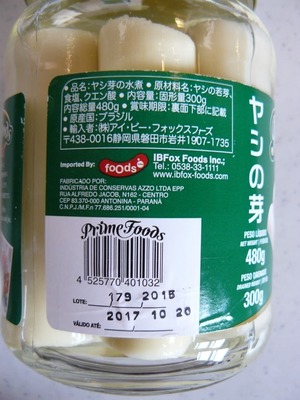 •品名:ヤシ芽の水煮•原材料名:ヤシの若芽、
食塩、クエン酸 •内容量:固形量300g
内容総量480g •賞味期限:裏面下部に記載
•原産国:ブラジル
•輸入者:㈱アイ・ビー・フォックスフーズ
〒438-0016静岡県磐田市岩井1907-1735
Imported By:
foods
IBFox Foods Inc.
Tel.: 0538-33-1111
www.ibfox-foods.com
FABRICADO POR:
INDÚSTRIA DE CONSERVAS AZZO LTDA EPP
RUA ALFREDO JACOB, N162 - CENTRO
CEP 83.370-000 ANTONINA - PARANÁ
C.N.P.J./M.F.n 77.686.251/0001-04
Prime Foods
4 525770 401032
LOTE: 179 2015
VALIDO ATÉ: 2017 10 20
ヤシの芽
PESO LÍQUIDO
480g
PESO DRENADO
300g